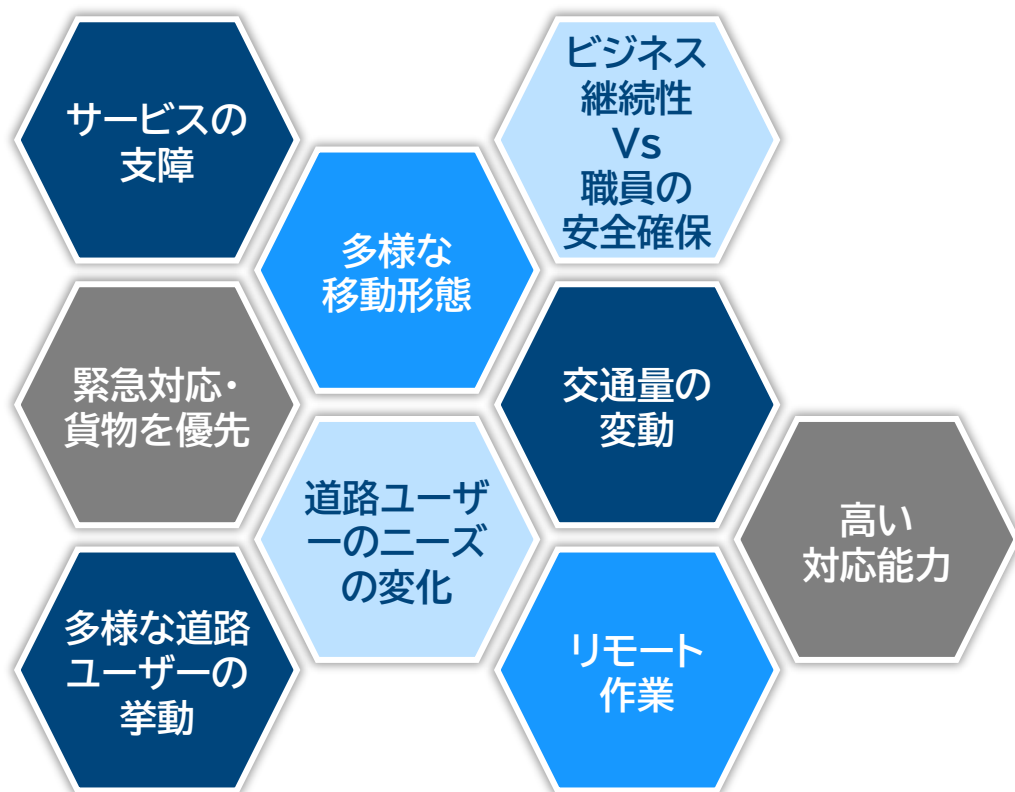 サービスの
支障
ビジネス
継続性
Vs
職員の
安全確保
多様な
移動形態
緊急対応・
貨物を優先
交通量の
変動
道路ユーザ
ーのニーズ
の変化
高い
対応能力
多様な道路
ユーザーの
挙動
リモート
作業